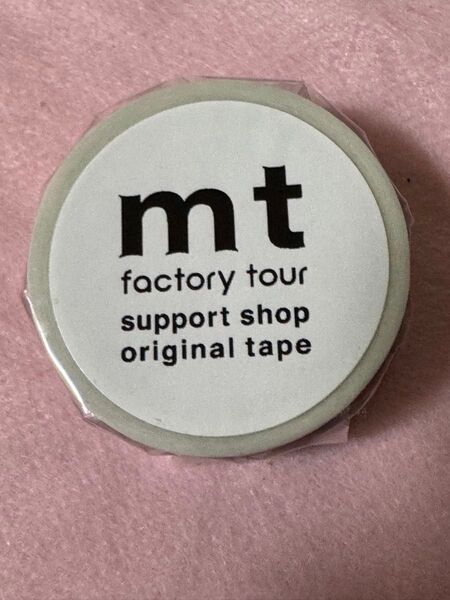 mt
factory tour
support shop
original tape